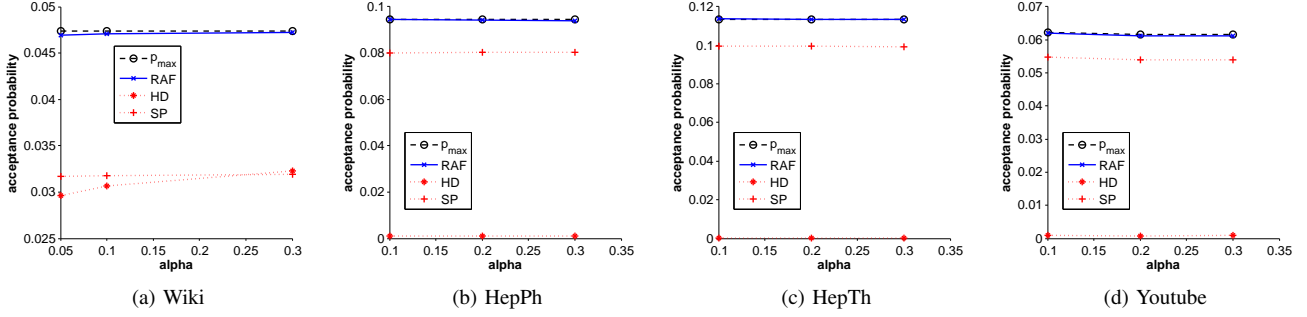 0.05
0.045
0.04
0.035
0.03
0.025
acceptance probability
p_max
RAF
HD
SP
0.05 0.1 0.15 0.2 0.25 0.3
alpha
(a) Wiki
0.1
0.08
0.06
0.04
0.02
0
acceptance probability
p_max
RAF
HD
SP
0.1 0.15 0.2 0.25 0.3 0.35
alpha
(b) HepPh
0.12
0.1
0.08
0.06
0.04
0.02
0
acceptance probability
p_max
RAF
HD
SP
0.1 0.15 0.2 0.25 0.3 0.35
alpha
(c) HepTh
0.07
0.06
0.05
0.04
0.03
0.02
0.01
0
acceptance probability
p_max
RAF
HD
SP
0.1 0.15 0.2 0.25 0.3 0.35
alpha
(d) Youtube